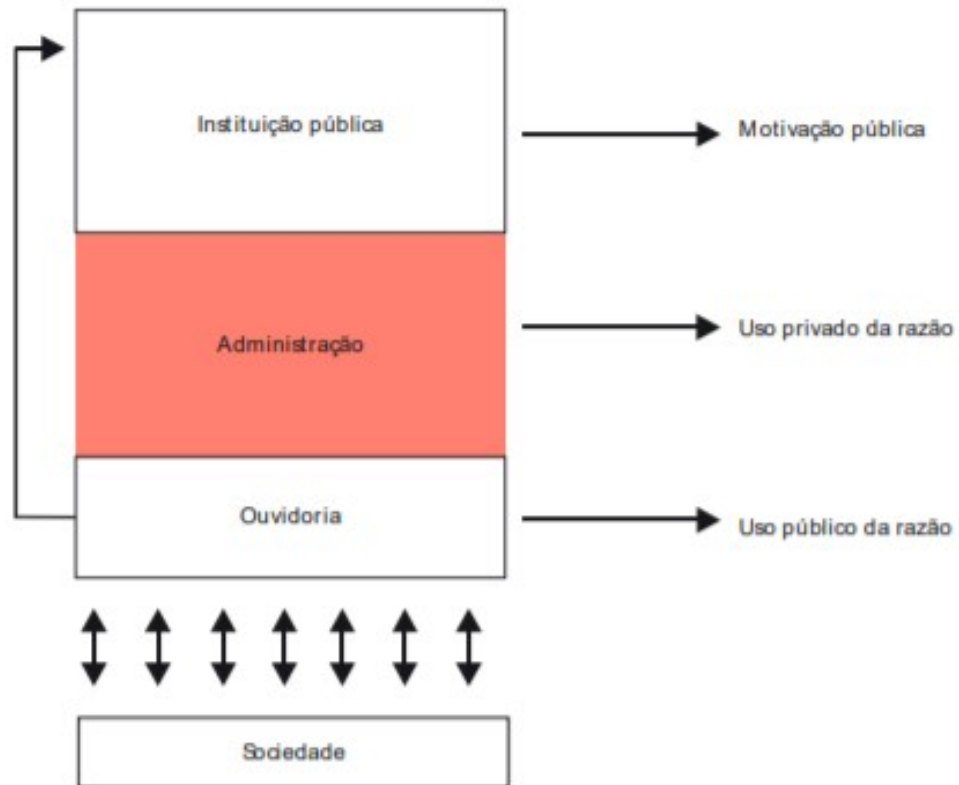 Instituição pública
Motivação pública
Administração
Uso privado da razão
Ouvidoria
Uso público da razão
Sociedade